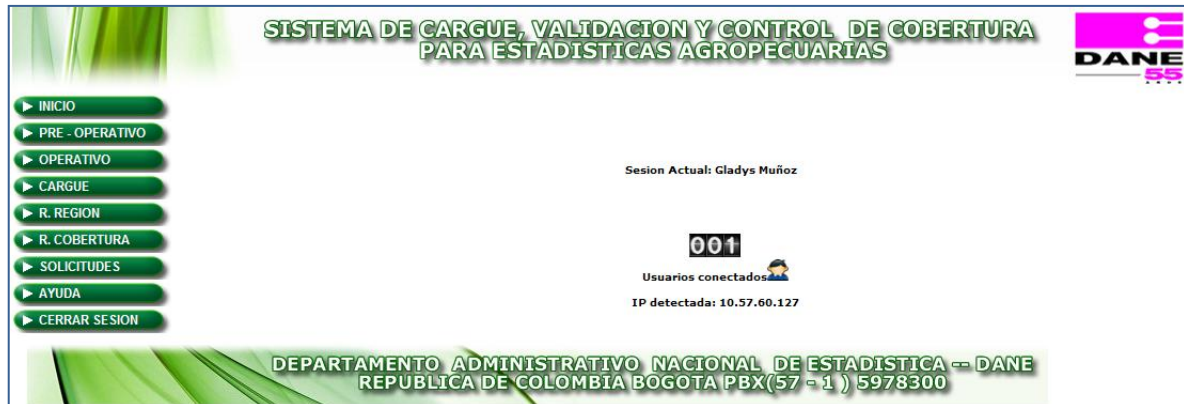 SISTEMA DE CARGUE, VALIDACION Y CONTROL DE COBERTURA
PARA ESTADISTICAS AGROPECUARIAS
DANE
55
INICIO
PRE - OPERATIVO
OPERATIVO
CARGUE
R. REGION
R. COBERTURA
SOLICITUDES
AYUDA
CERRAR SESION
Sesion Actual: Gladys Muñoz
001
Usuarios conectados
IP detectada: 10.57.60.127
DEPARTAMENTO ADMINISTRATIVO NACIONAL DE ESTADISTICA -- DANE
REPUBLICA DE COLOMBIA BOGOTA PBX(57 - 1 ) 5978300